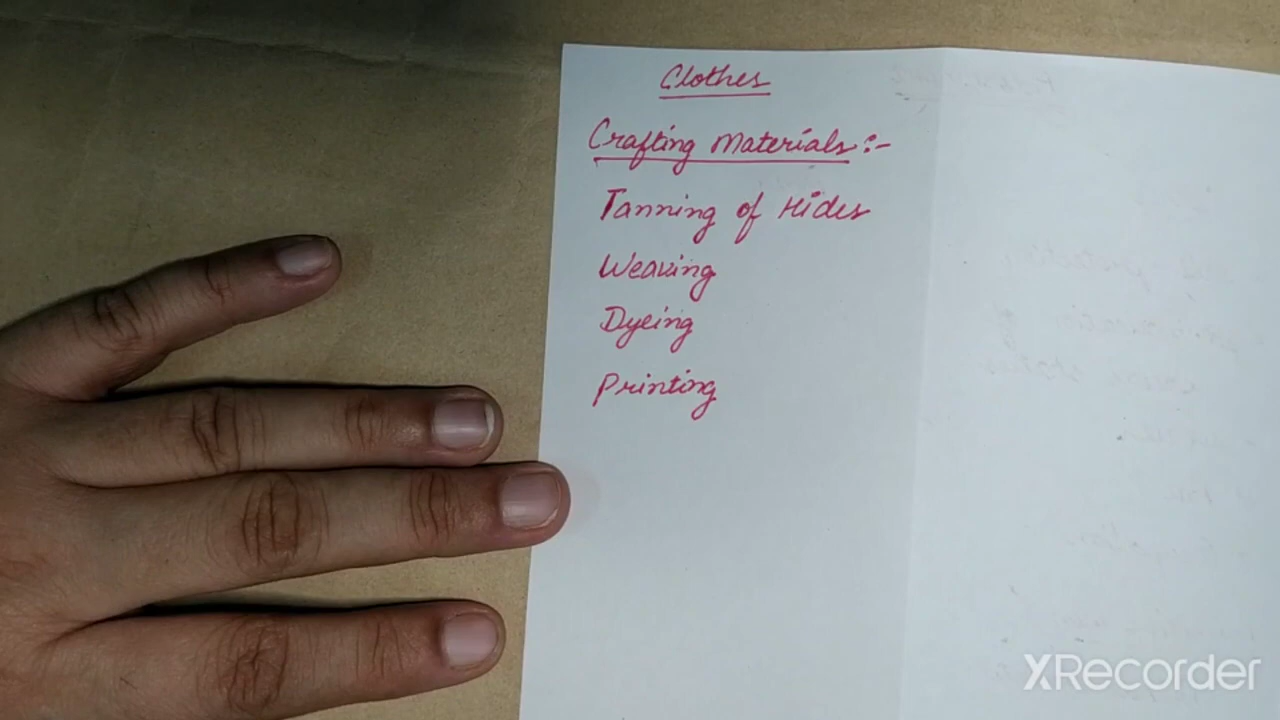 Clothes
Crafting Materials:-
Tanning of Hides
Weaving
Dyeing
Printing
XRecorder